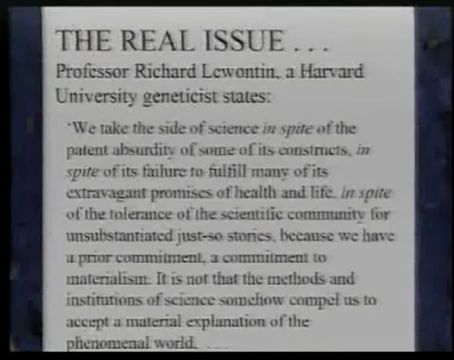 THE REAL ISSUE . . .
Professor Richard Lewontin, a Harvard
University geneticist states:
'We take the side of science in spite of the
patent absurdity of some of its constructs, in
spite of its failure to fulfill many of its
extravagant promises of health and life, in spite
of the tolerance of the scientific community for
unsubstantiated just-so stories, because we have
a prior commitment, a commitment to
materialism. It is not that the methods and
institutions of science somehow compel us to
accept a material explanation of the
phenomenal world, . . .